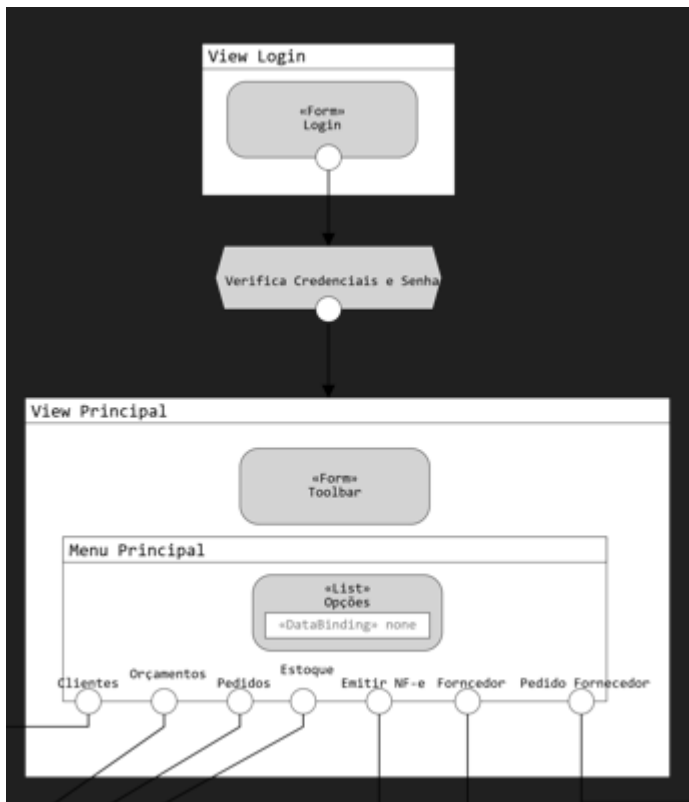 View Login
«Form»
Login
Verifica Credenciais e Senha
View Principal
«Form»
Toolbar
Menu Principal
«List»
Opções
«DataBinding» none
Clientes
Orçamentos
Pedidos
Estoque
Emitir NF-e
Forncedor
Pedido Fornecedor